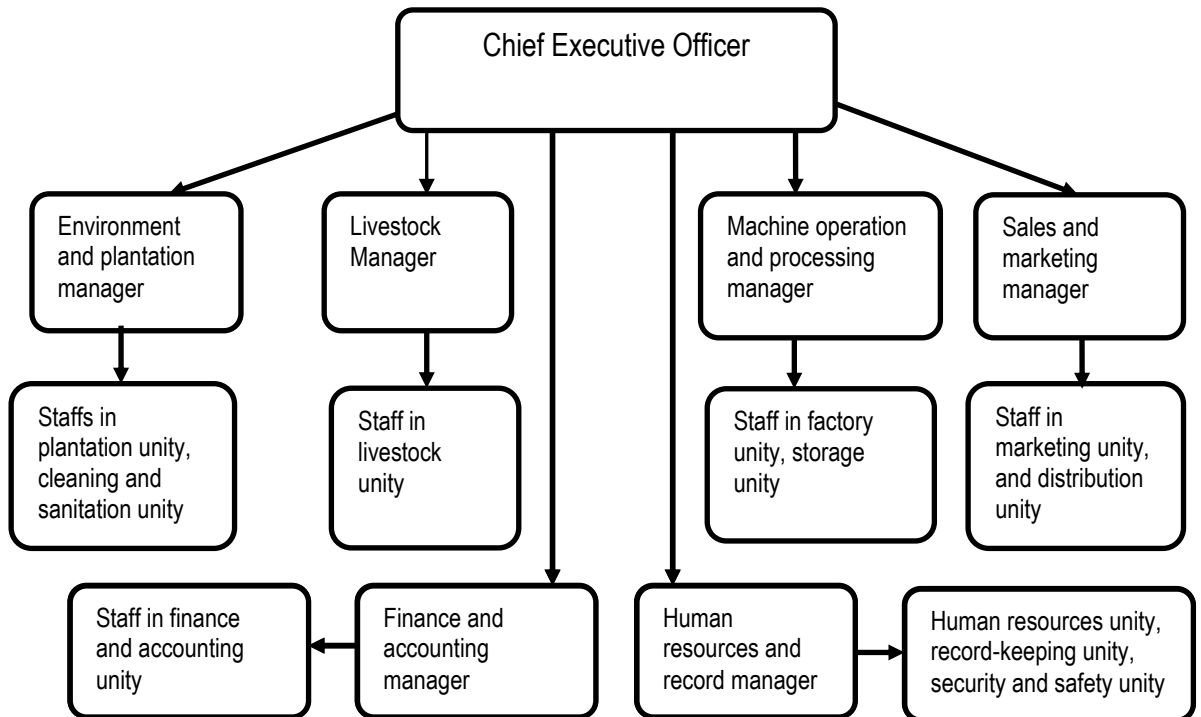 Chief Executive Officer
Environment
and plantation
manager
Livestock
Manager
Machine operation
and processing
manager
Sales and
marketing
manager
Staffs in
plantation unity,
cleaning and
sanitation unity
Staff in
livestock
unity
Staff in factory
unity, storage
unity
Staff in
marketing unity,
and distribution
unity
Staff in finance
and accounting
unity
Finance and
accounting
manager
Human
resources and
record manager
Human resources unity,
record-keeping unity,
security and safety unity